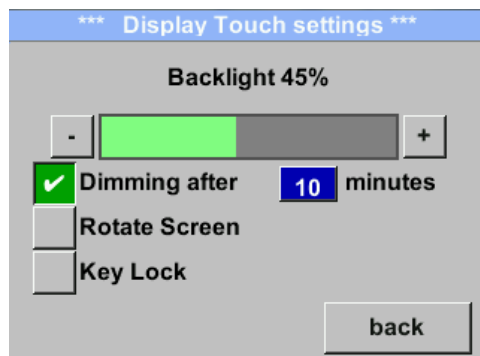 *** Display Touch settings ***
Backlight 45%
- +
Dimming after 10 minutes
Rotate Screen
Key Lock
back